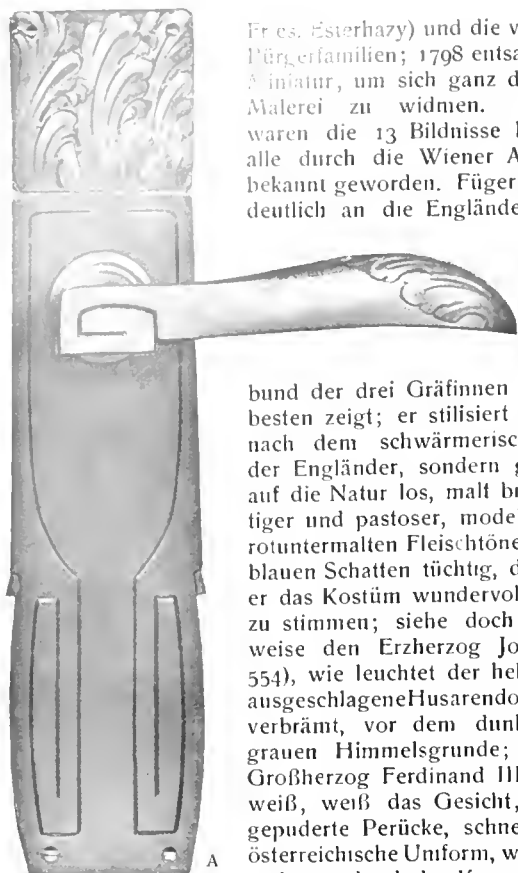 Esterhazy) und die v
Bürgerfamilien; 1798 entsa
Miniatur, um sich ganz d
Malerei zu widmen.
waren die 13 Bildnisse
alle durch die Wiener A
bekannt geworden. Füger
deutlich an die Englände
bund der drei Gräfinnen
besten zeigt; er stilisiert
nach dem schwärmerisc
der Engländer, sondern g
auf die Natur los, malt br
tiger und pastoser, mode
rotuntermalten Fleischtöne
blauen Schatten tüchtig, d
er das Kostüm wundervol
zu stimmen; siehe doch
weise den Erzherzog Jo
554), wie leuchtet der hel
ausgeschlageneHusarendo
verbrämt, vor dem dunk
grauen Himmelsgrunde;
Großherzog Ferdinand III
weiß, weiß das Gesicht,
gepuderte Perücke, schne
A
österreichische Uniform, w